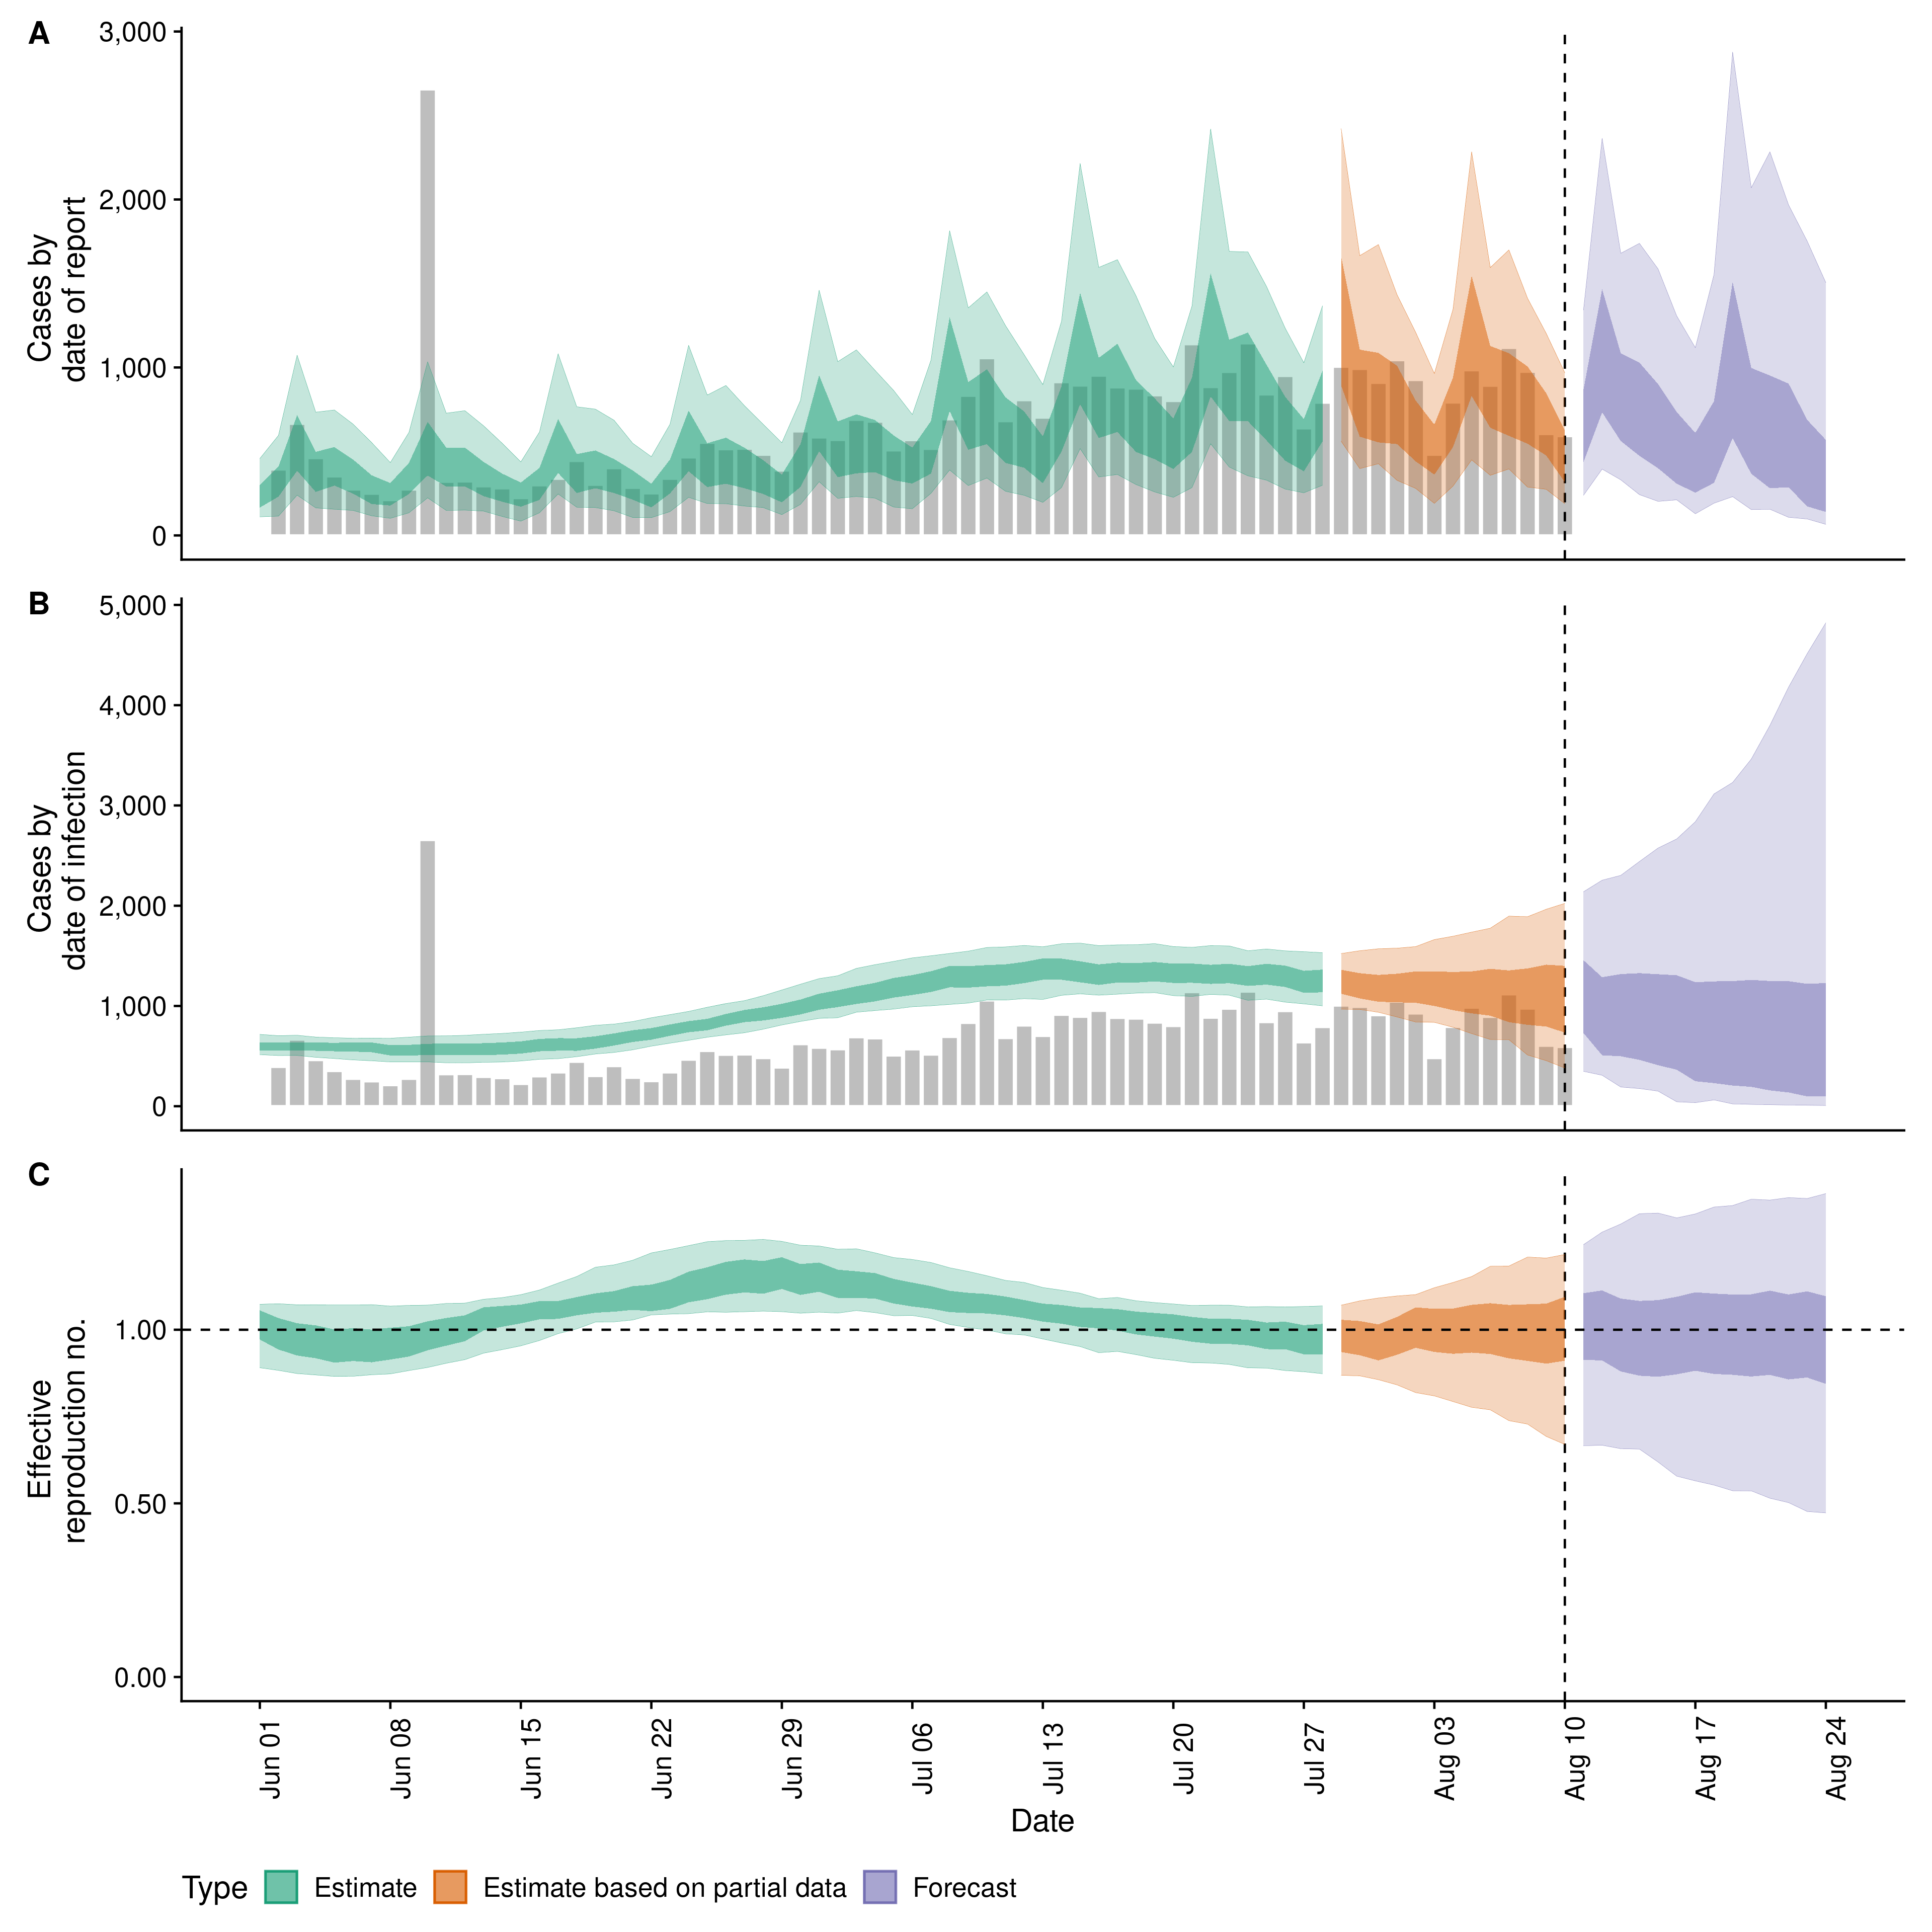 A
3,000
2,000
1,000
0
Cases by
date of report
B
5,000
4,000
3,000
2,000
1,000
0
Cases by
date of infection
C
1.00
0.50
0.00
Effective
reproduction no.
Jun 01
Jun 08
Jun 15
Jun 22
Jun 29
Jul 06
Jul 13
Jul 20
Jul 27
Aug 03
Aug 10
Aug 17
Aug 24
Date
Type Estimate Estimate based on partial data Forecast